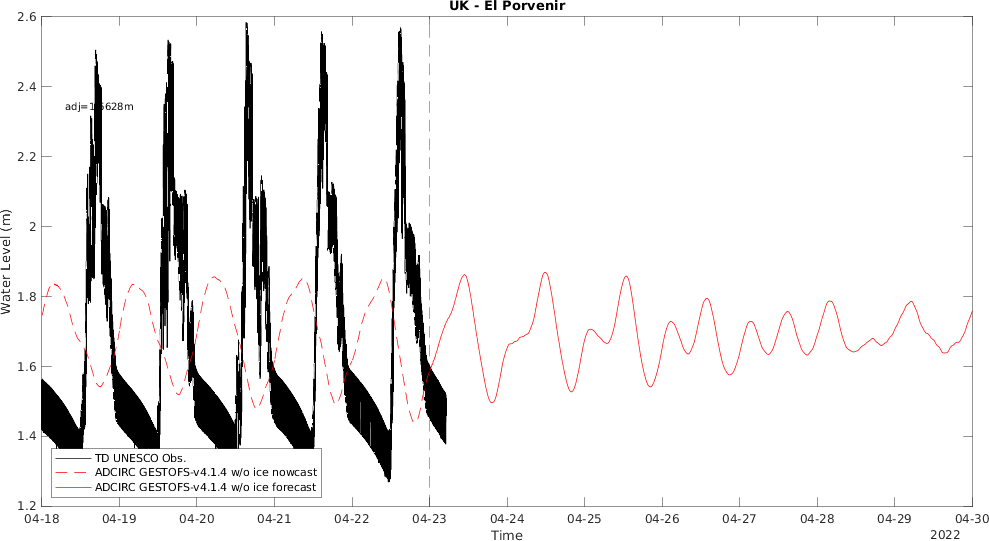 UK - El Porvenir
2.6
2.4
adj=1.5628m
2.2
2
1.8
1.6
1.4
1.2
Water Level (m)
TD UNESCO Obs.
ADCIRC GESTOFS-v4.1.4 w/o ice nowcast
ADCIRC GESTOFS-v4.1.4 w/o ice forecast
04-18 04-19 04-20 04-21 04-22 04-23 04-24 04-25 04-26 04-27 04-28 04-29 04-30
Time
2022